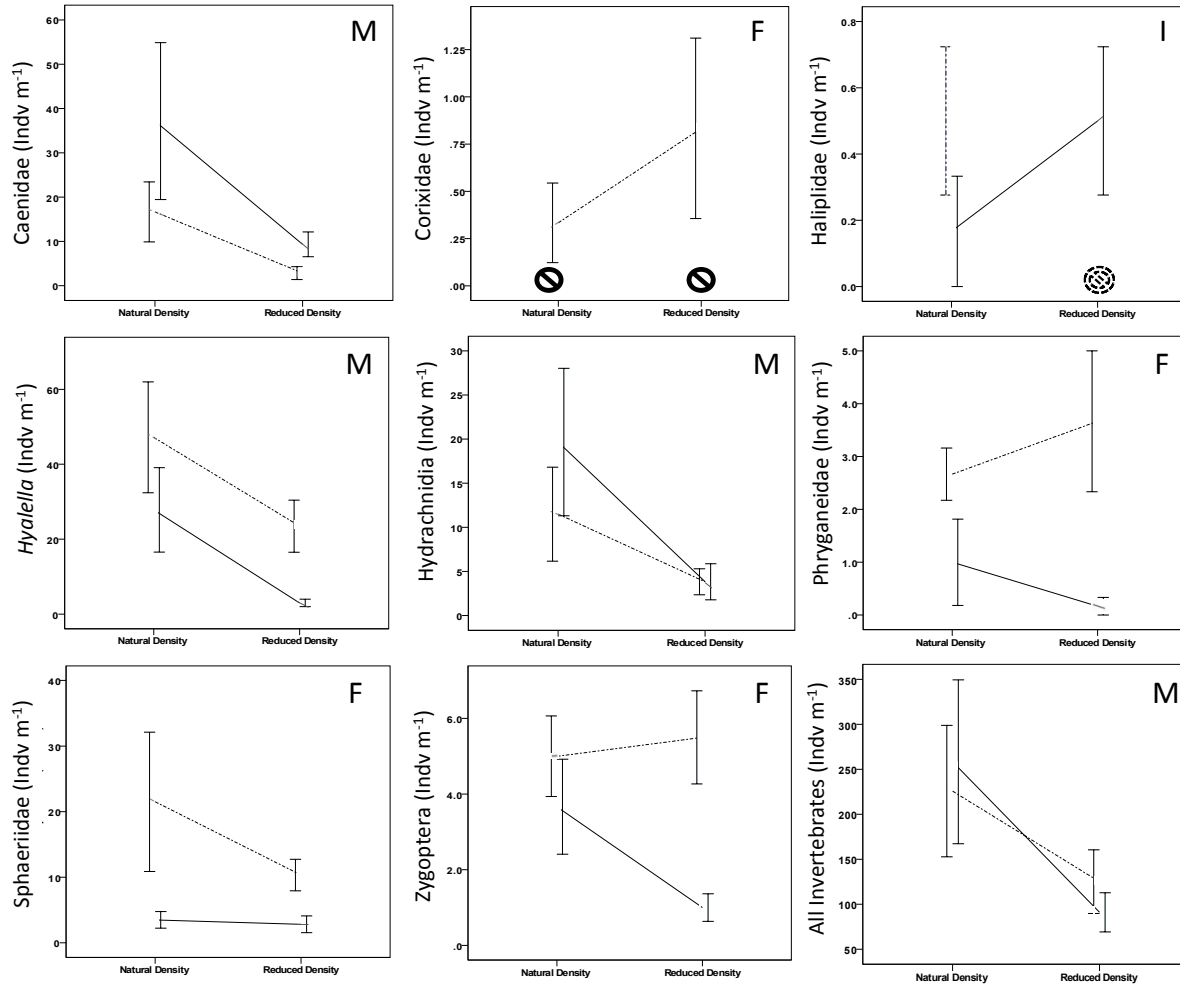 M
Caenidae (Indv m-1)
60
50
40
30
20
10
0
Natural Density Reduced Density
F
Corixidae (Indv m-1)
1.25
1.00
.75
.50
.25
.00
Natural Density Reduced Density
I
Haliplidae (Indv m-1)
0.8
0.6
0.4
0.2
0.0
Natural Density Reduced Density
M
Hyalella (Indv m-1)
60
40
20
0
Natural Density Reduced Density
M
Hydrachnidia (Indv m-1)
30
25
20
15
10
5
0
Natural Density Reduced Density
F
Phryganeidae (Indv m-1)
5.0
4.0
3.0
2.0
1.0
.0
Natural Density Reduced Density
F
Sphaeriidae (Indv m-1)
40
30
20
10
0
Natural Density Reduced Density
F
Zygoptera (Indv m-1)
6.0
4.0
2.0
.0
Natural Density Reduced Density
M
All Invertebrates (Indv m-1)
350
300
250
200
150
100
50
Natural Density Reduced Density